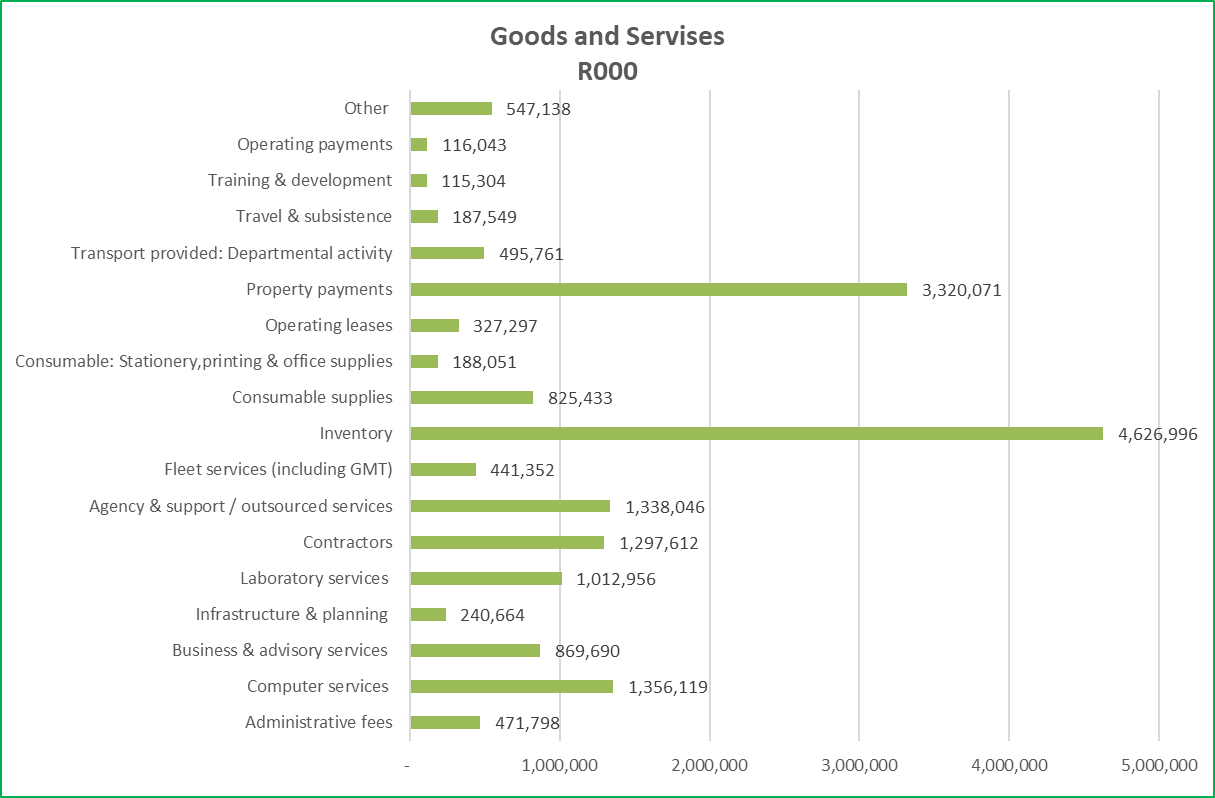 Goods and Servises
R000
Other 547,138
Operating payments 116,043
Training & development 115,304
Travel & subsistence 187,549
Transport provided: Departmental activity 495,761
Property payments 3,320,071
Operating leases 327,297
Consumable: Stationery,printing & office supplies 188,051
Consumable supplies 825,433
Inventory 4,626,996
Fleet services (including GMT) 441,352
Agency & support / outsourced services 1,338,046
Contractors 1,297,612
Laboratory services 1,012,956
Infrastructure & planning 240,664
Business & advisory services 869,690
Computer services 1,356,119
Administrative fees 471,798
- 1,000,000 2,000,000 3,000,000 4,000,000 5,000,000